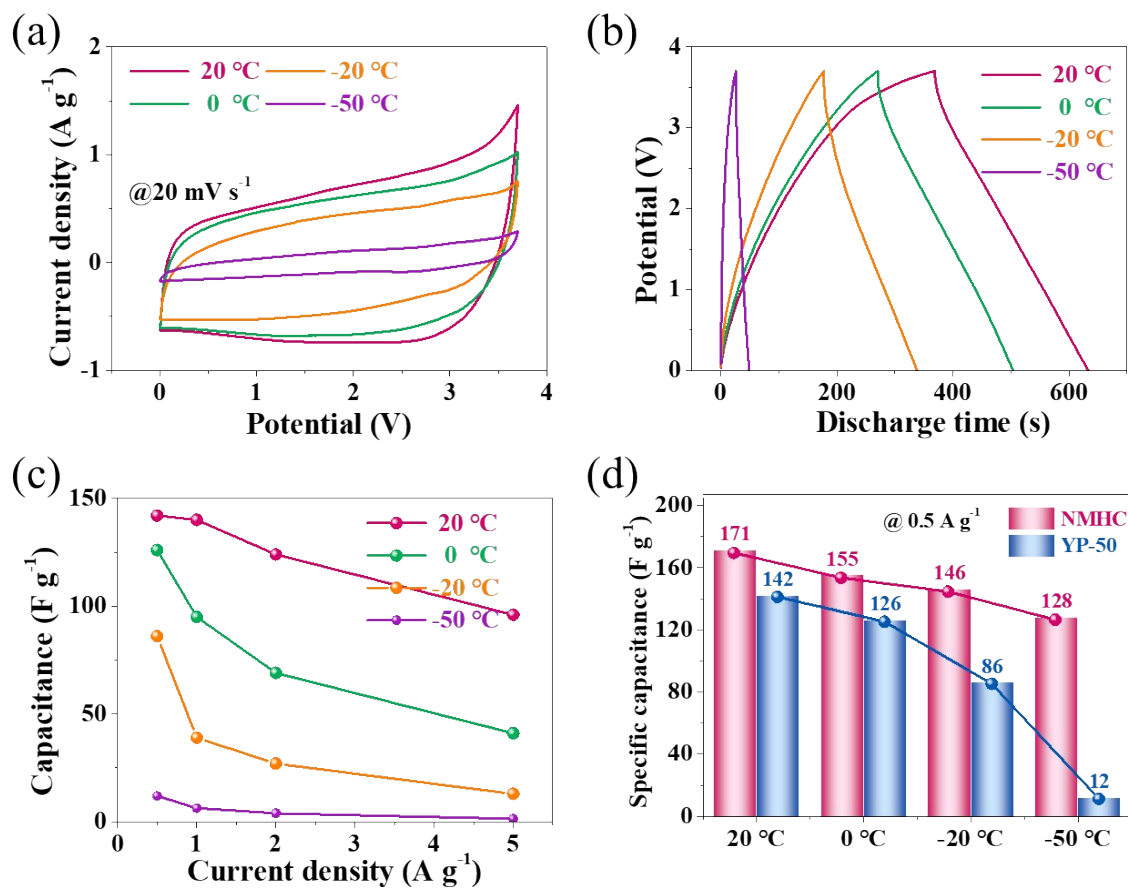 (a)
2
1
0
-1
Current density (A g⁻¹)
20 °C
-20 °C
0 °C
-50 °C
@20 mV s⁻¹
0
1
2
3
4
Potential (V)
(b)
4
3
2
1
0
Potential (V)
20 °C
0 °C
-20 °C
-50 °C
0
200
400
600
Discharge time (s)
(c)
150
100
50
0
Capacitance (F g⁻¹)
20 °C
0 °C
-20 °C
-50 °C
0
1
2
3
4
5
Current density (A g⁻¹)
(d)
200
160
120
80
40
0
Specific capacitance (F g⁻¹)
@ 0.5 A g⁻¹
NMHC
YP-50
171
142
155
126
146
86
128
12
20 °C
0 °C
-20 °C
-50 °C